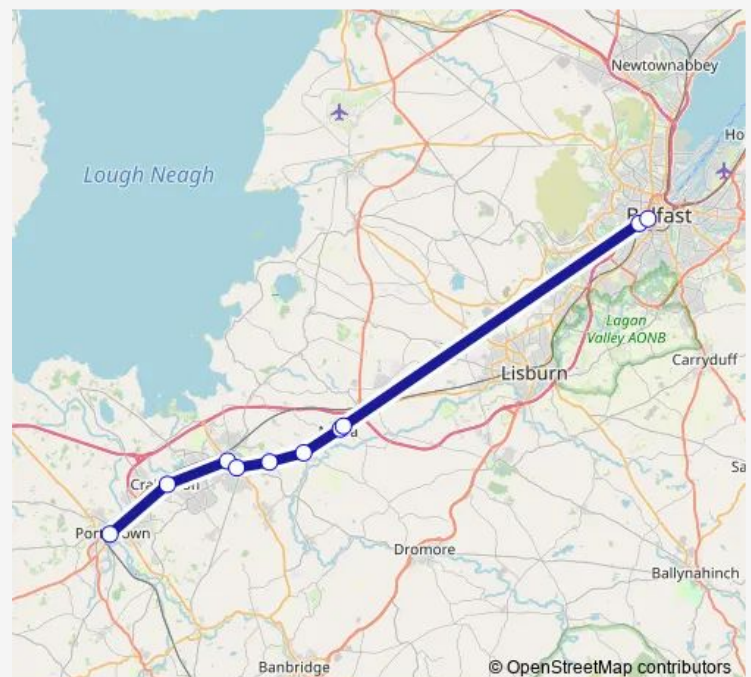 Newtownabbey
Ho
Lough Neagh
Lagan
Valley AONB
Carryduff
Lisburn
Sa
Dromore
Ballynahinch
Banbridge
© OpenStreetMap contributors